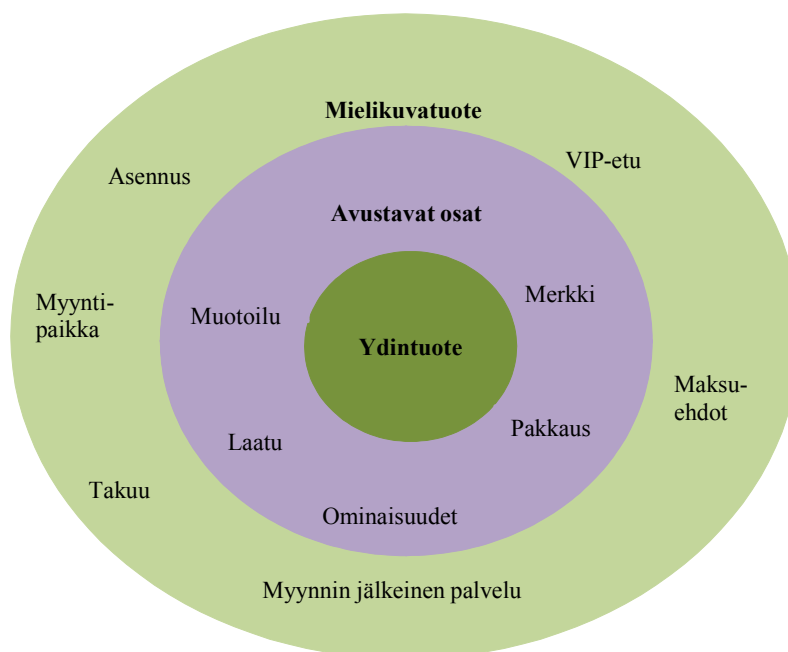 Mielikuvatuote
VIP-etu
Asennus
Avustavat osat
Merkki
Myynti-
paikka
Muotoilu
Ydintuote
Maksu-
ehdot
Pakkaus
Laatu
Takuu
Ominaisuudet
Myynnin jälkeinen palvelu